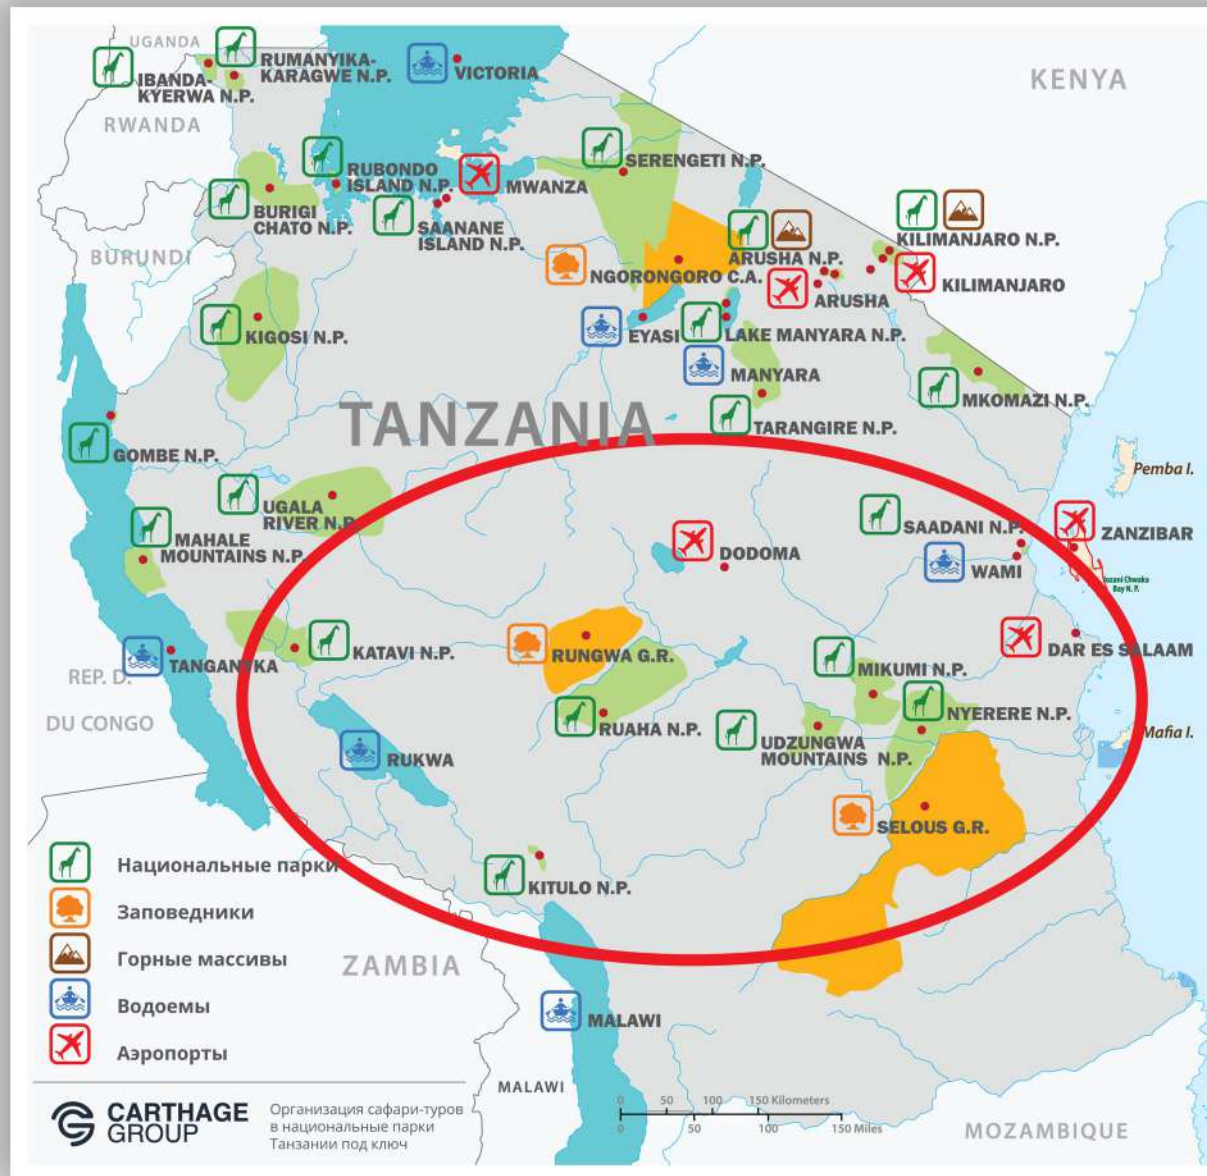 UGANDA
RUMANYIKA-
KARAGWE N.P.
IBANDA-
KYERWA N.P.
VICTORIA
KENYA
RWANDA
RUBONDO
ISLAND N.P.
MWANZA
SERENGETI N.P.
BURIGI
CHATO N.P.
SAANANE
ISLAND N.P.
KILIMANJARO N.P.
BURUNDI
ARUSHA N.P.
NGORONGORO C.A.
KILIMANJARO
ARUSHA
KIGOSI N.P.
EYASI
LAKE MANYARA N.P.
MANYARA
MKOMAZI N.P.
TANZANIA
TARANGIRE N.P.
GOMBE N.P.
Pemba I.
UGALA
RIVER N.P.
SAADANI N.P.
ZANZIBAR
MAHALE
MOUNTAINS N.P.
DODOMA
WAMI
Jozani Chwaka
Bay N. P.
KATAVI N.P.
RUNGWA G.R.
DAR ES SALAAM
TANGANYKA
MIKUMI N.P.
REP. D.
DU CONGO
NYERERE N.P.
RUAHA N.P.
UDZUNGWA
MOUNTAINS N.P.
Mafia I.
RUKWA
SELOUS G.R.
KITULO N.P.
Национальные парки
Заповедники
Горные массивы
Водоемы
Аэропорты
ZAMBIA
MALAWI
MALAWI
0 50 100 150 Kilometers
0 50 100 150 Miles
MOZAMBIQUE
CARTHAGE
GROUP
Организация сафари-туров
в национальные парки
Танзании под ключ